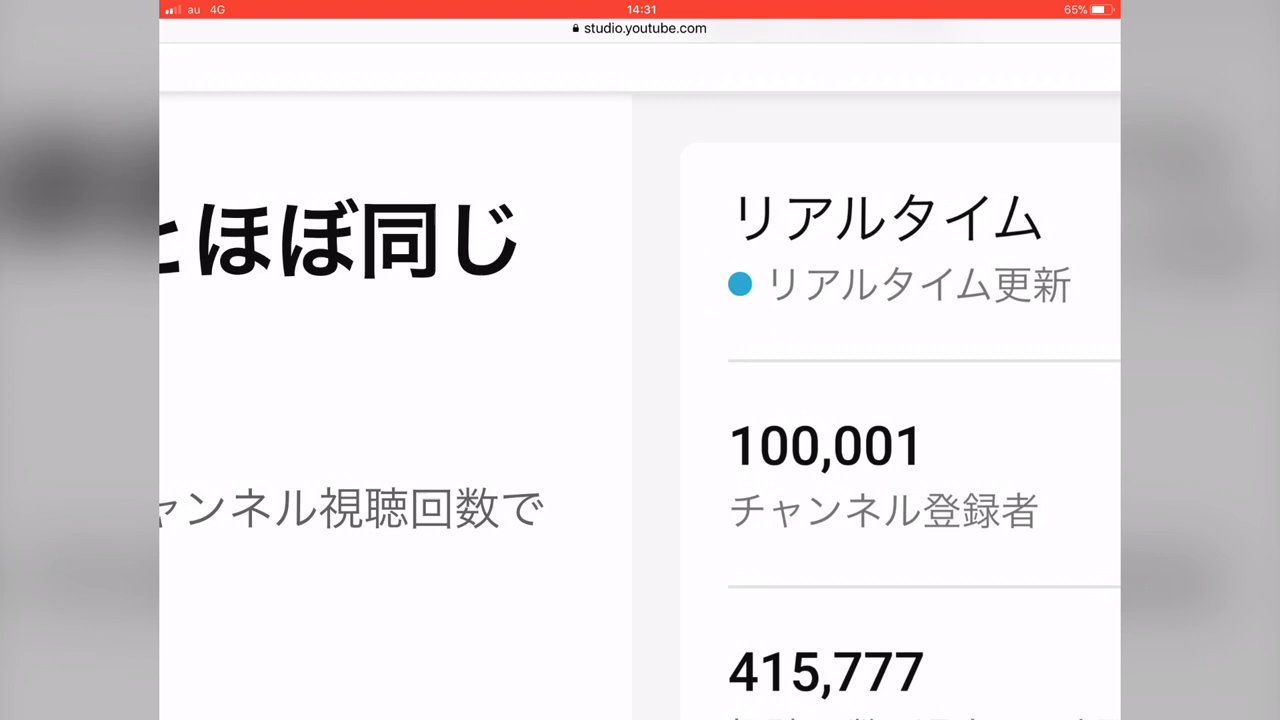 au 4G 14:31 65%
studio.youtube.com
とほぼ同じ
リアルタイム
リアルタイム更新
100,001
チャンネル登録者
ャンネル視聴回数で
415,777